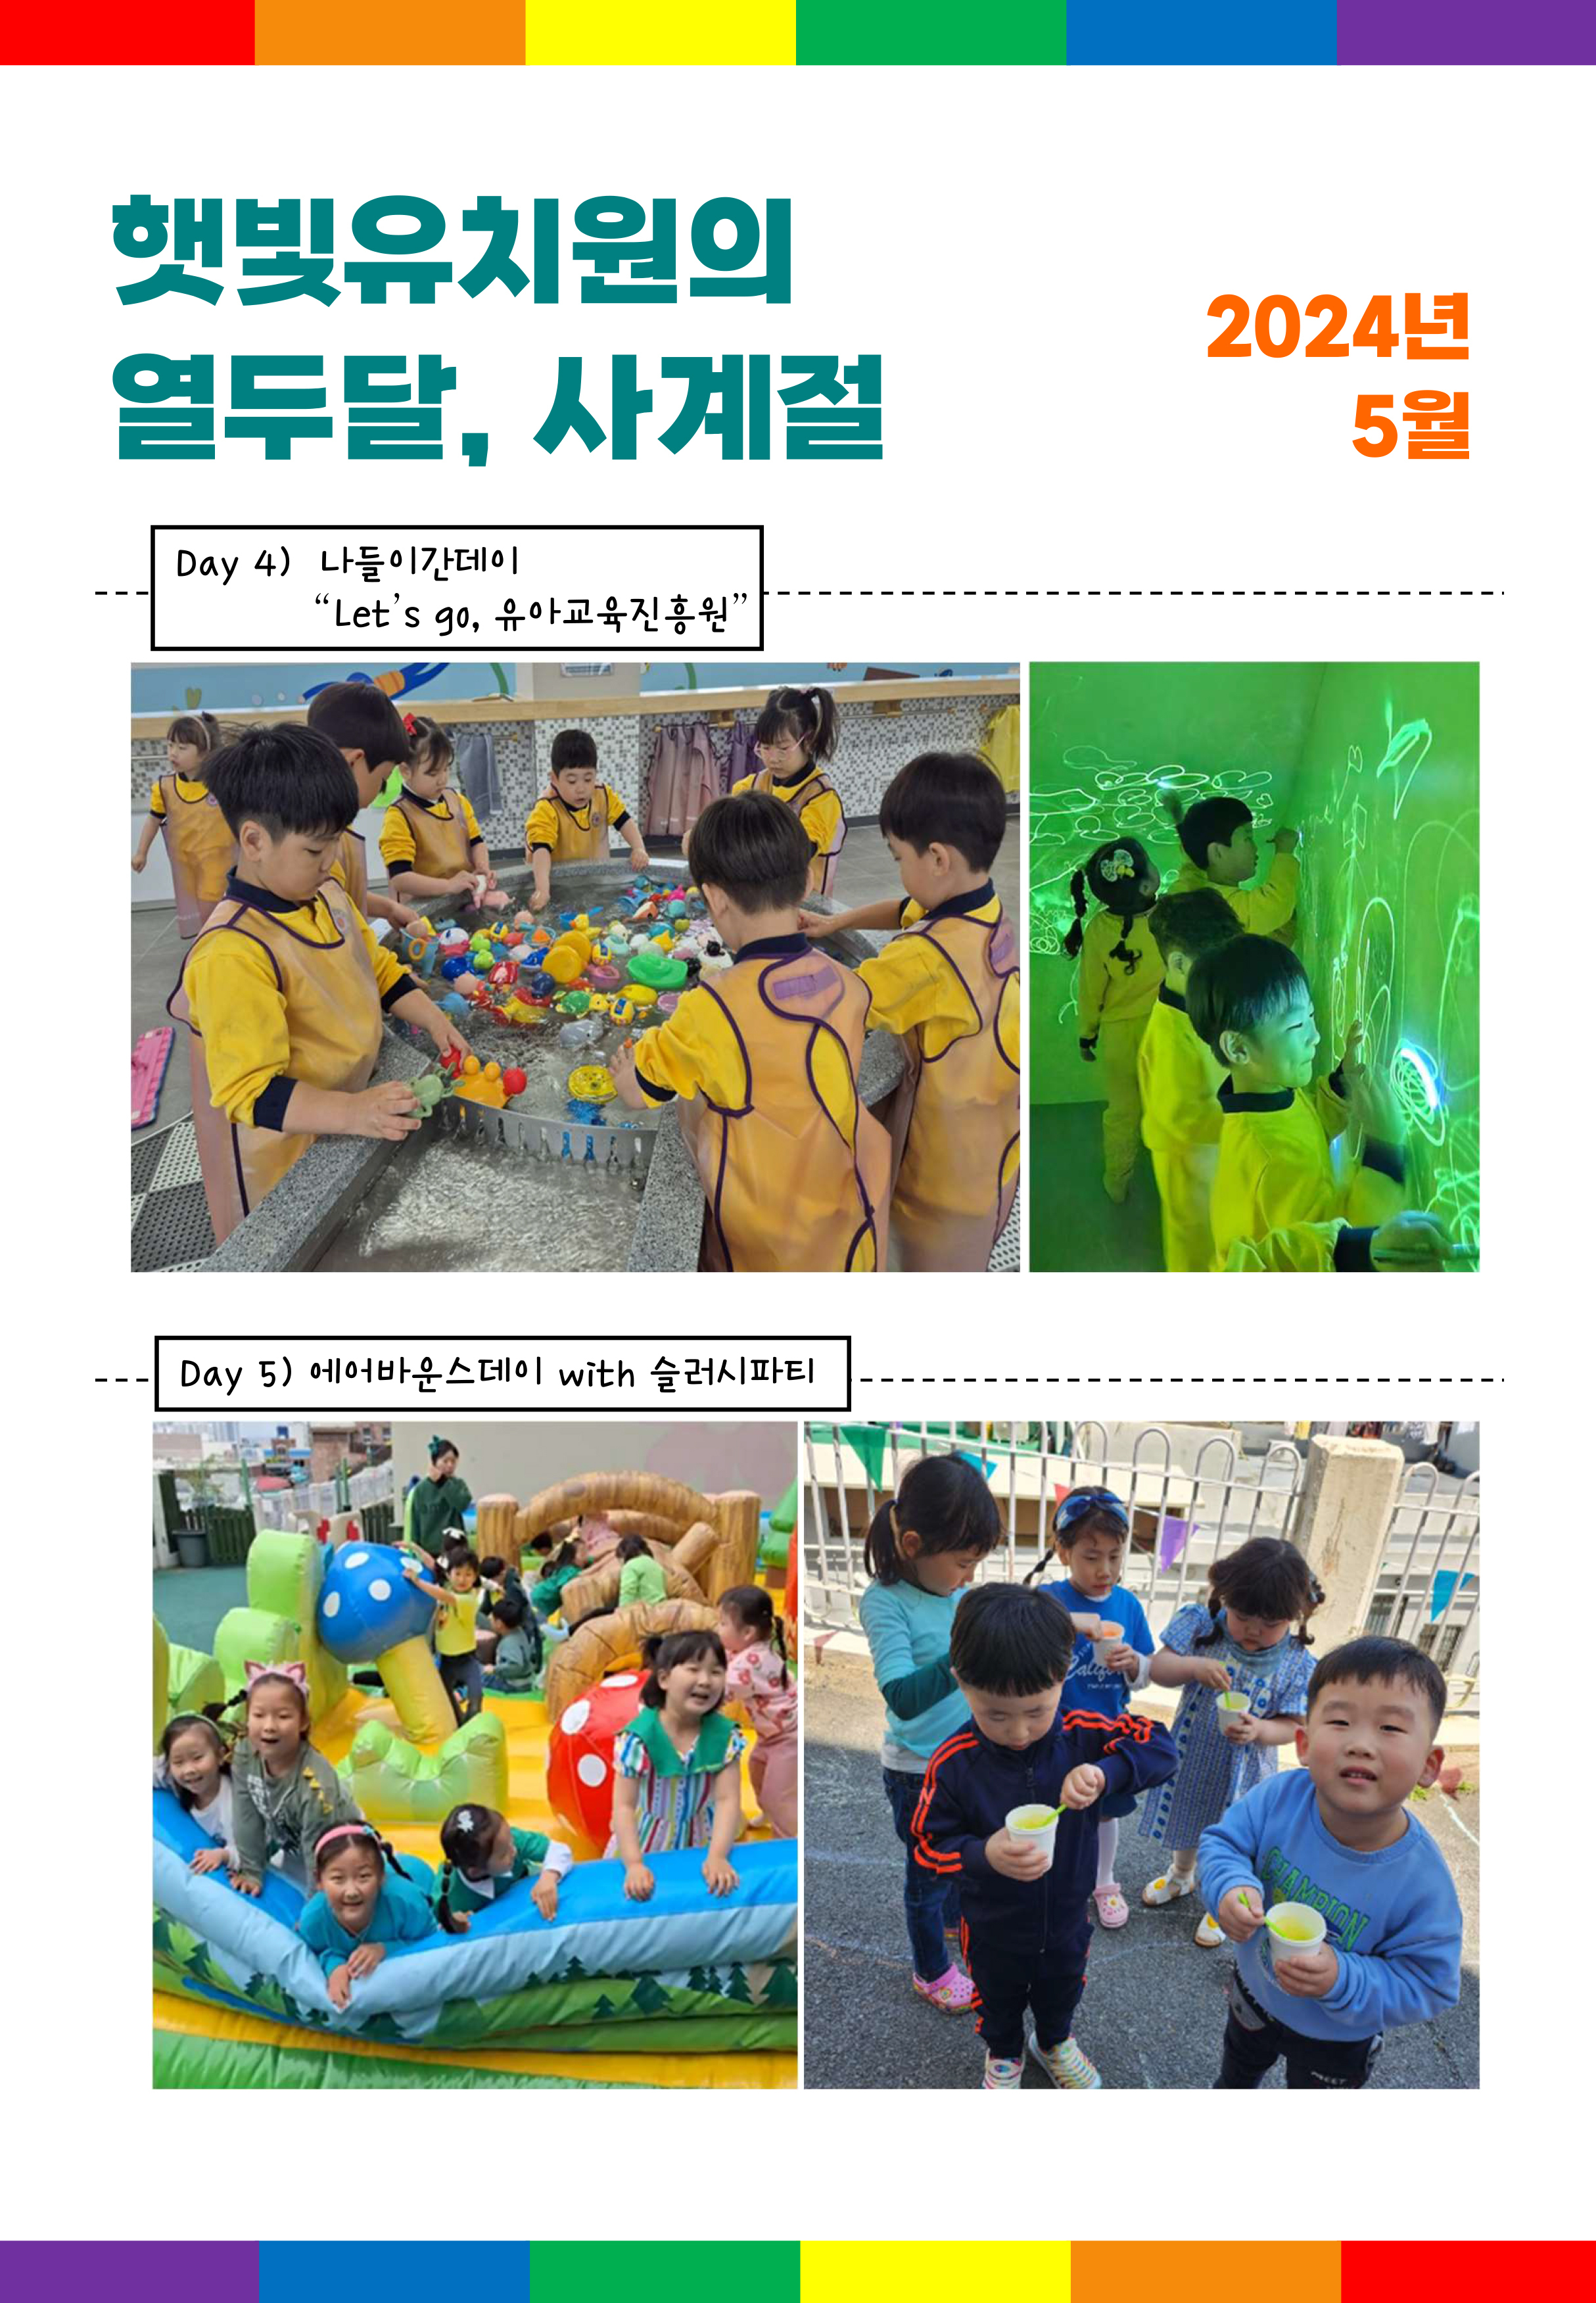 햇빛유치원의
열두달, 사계절
2024년
5월
Day 4) 나들이간데이
“Let’s go, 유아교육진흥원”
Day 5) 에어바운스데이 with 슬러시파티
CHAMPION